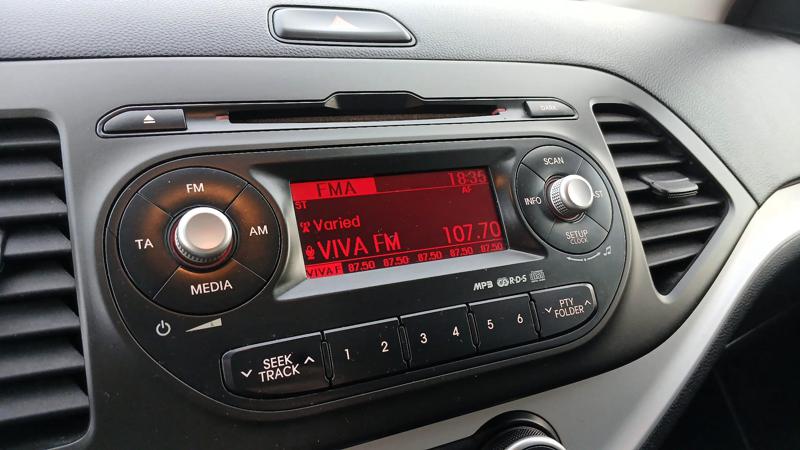 DARK
FMA 18:35
ST AF
Varied
VIVA FM 107.70
VIVA F 87.50 87.50 87.50 87.50 87.50
FM
TA AM
MEDIA
SCAN
INFO AST
SETUP
CLOCK
MP3 R·D·S
SEEK
TRACK
1 2 3 4 5 6
PTY
FOLDER